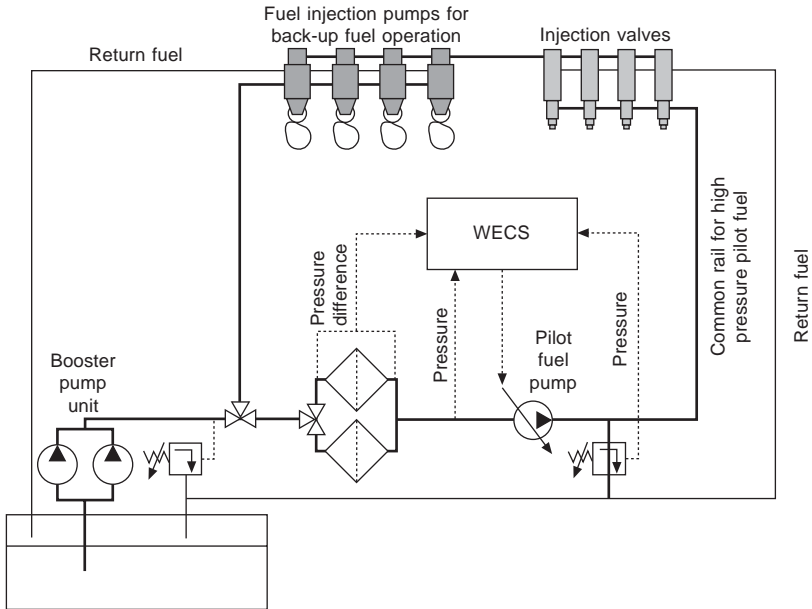 Fuel injection pumps for
back-up fuel operation
Injection valves
Return fuel
WECS
Pressure
difference
Pressure
Pilot
fuel
pump
Pressure
Common rail for high
pressure pilot fuel
Return fuel
Booster
pump
unit